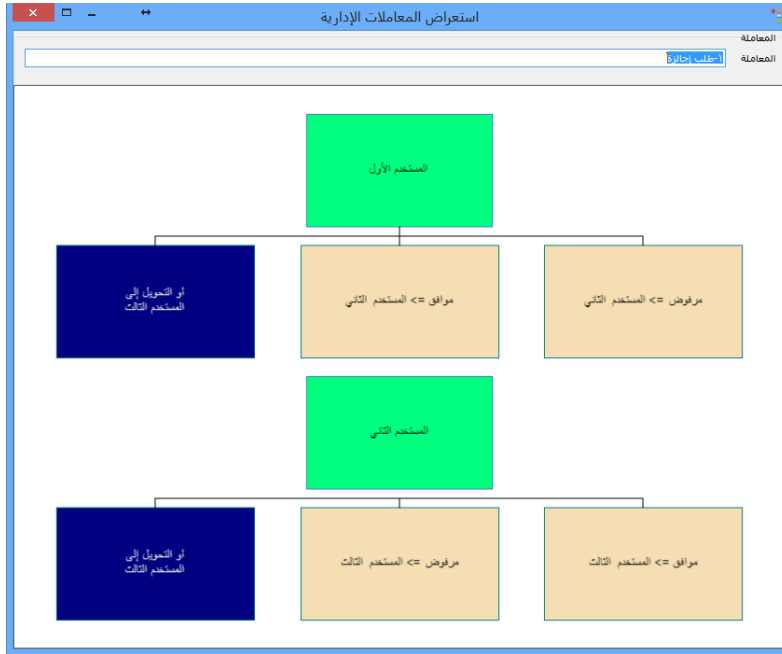 استعراض المعاملات الإدارية
المعاملة
المعاملة
١-طلب إجازة
المستخدم الأول
مرفوض => المستخدم الثاني
موافق => المستخدم الثاني
أو التحويل إلى
المستخدم الثالث
المستخدم الثاني
موافق => المستخدم الثالث
مرفوض => المستخدم الثالث
أو التحويل إلى
المستخدم الثالث